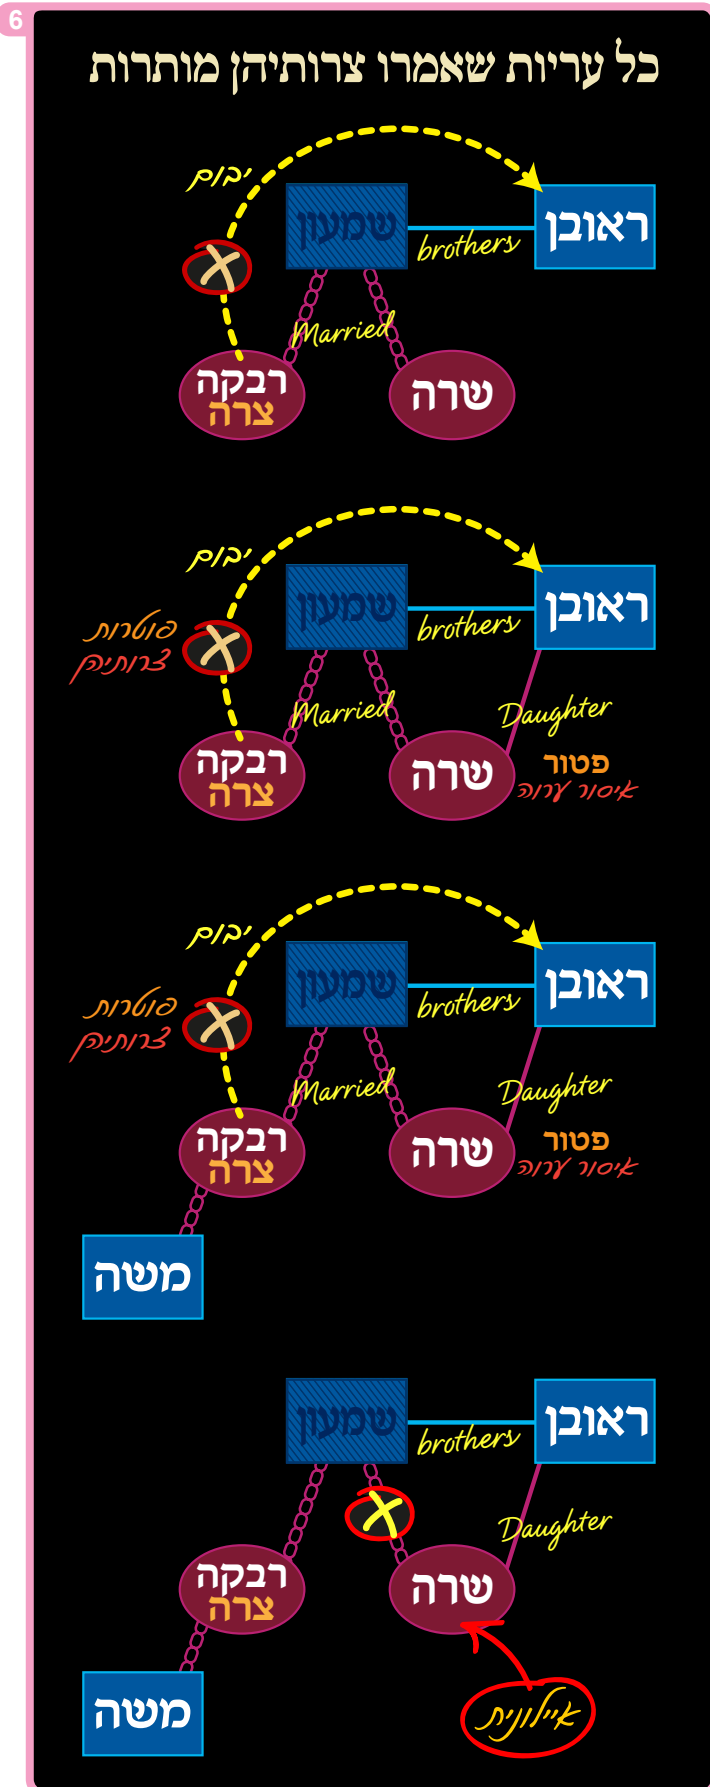 6
כל עריות שאמרו צרותיהן מותרות
יבום
שמעון
ראובן
brothers
Married
רבקה
צרה
שרה
יבום
שמעון
ראובן
brothers
פוטרות
צרותיהן
Married
Daughter
רבקה
צרה
שרה
פטור
איסור ערוה
יבום
שמעון
ראובן
brothers
פוטרות
צרותיהן
Married
Daughter
רבקה
צרה
שרה
פטור
איסור ערוה
משה
שמעון
ראובן
brothers
Daughter
רבקה
צרה
שרה
משה
איילונית